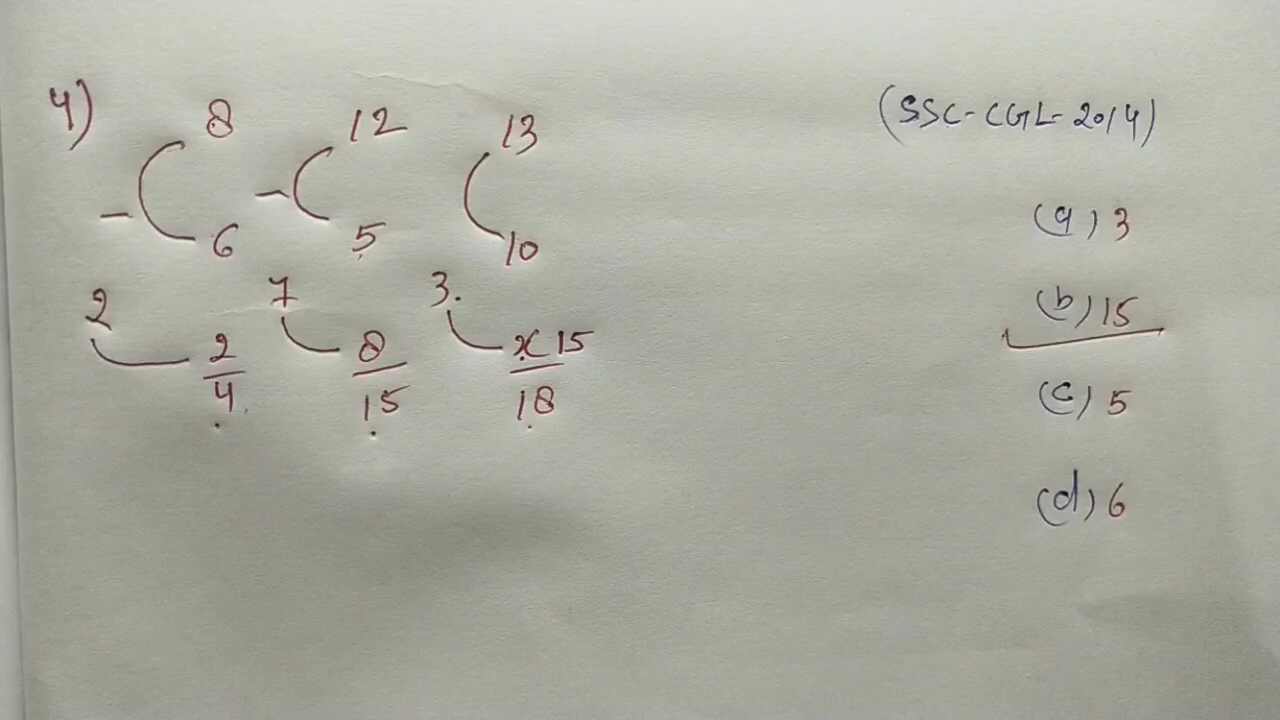 4) 8 12 13 (SSC-CGL-2014)
- -
6 5 10 (a) 3
2 7 3. (b) 15
2 8 x 15
4 15 18 (c) 5
(d) 6